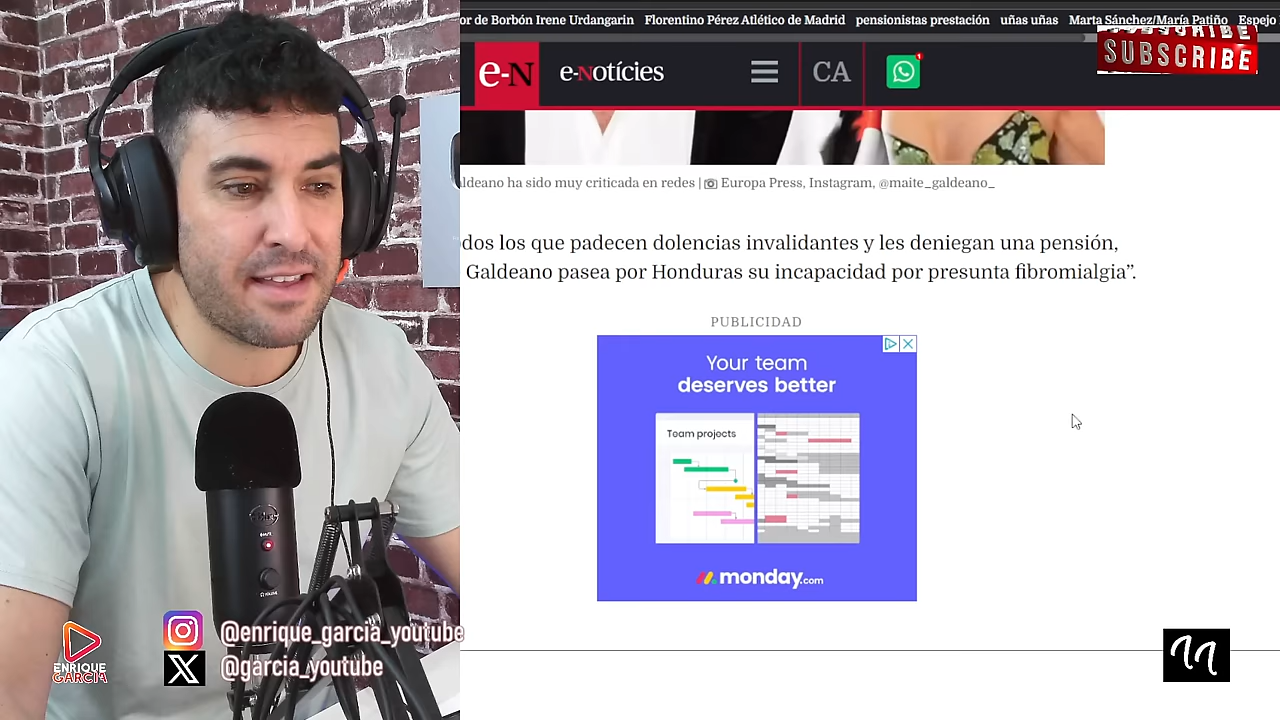 or de Borbón Irene Urdangarin Florentino Pérez Atlético de Madrid pensionistas prestación uñas uñas Marta Sánchez/María Patiño Espejo
SUBSCRIBE
SUBSCRIBE
e-N e-Notícies CA
1
ldeano ha sido muy criticada en redes | Europa Press, Instagram, @maite_galdeano_
dos los que padecen dolencias invalidantes y les deniegan una pensión,
Galdeano pasea por Honduras su incapacidad por presunta fibromialgia”.
PUBLICIDAD
Your team
deserves better
Team projects
monday.com
@enrique_garcia_youtube
@garcia_youtube
ENRIQUE
GARCIA